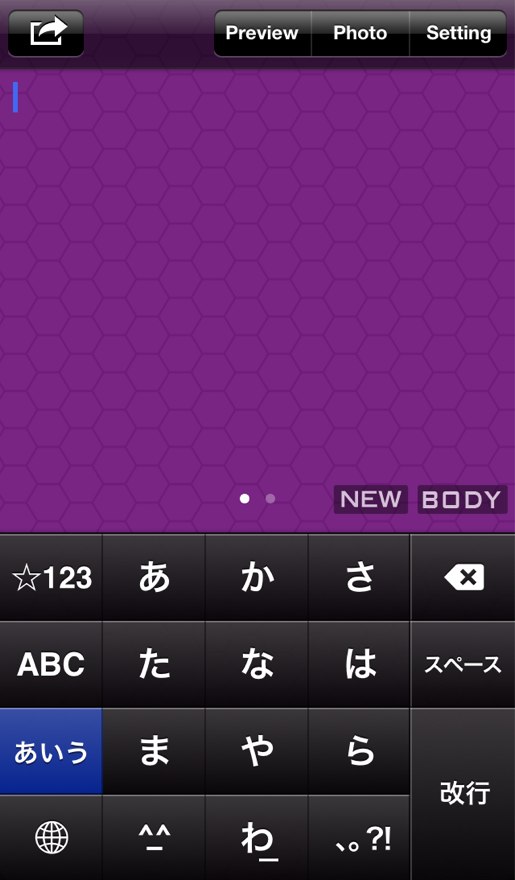 Preview Photo Setting
NEW BODY
☆123 あ か さ
ABC た な は スペース
あいう ま や ら
改行
^_^ わ_ 、。?!